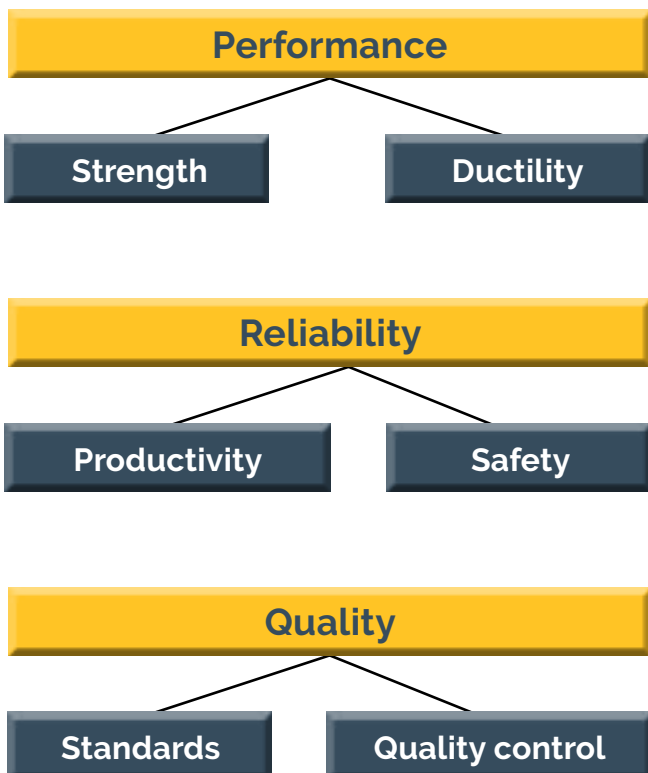 Performance
Strength Ductility
Reliability
Productivity Safety
Quality
Standards Quality control